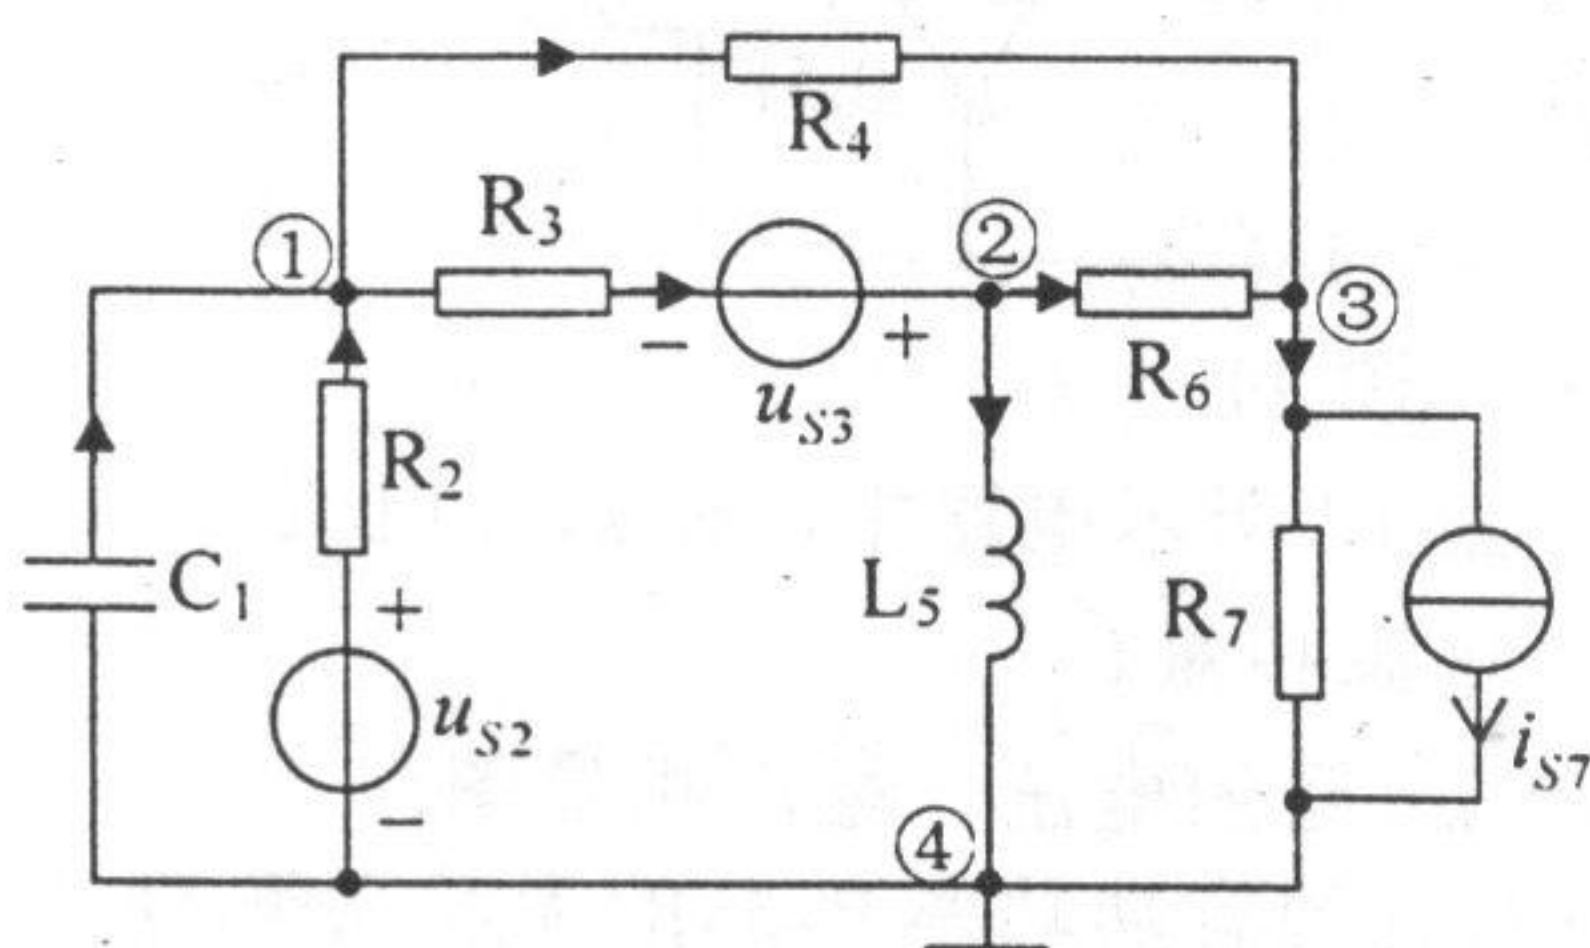 R4
R3
① ② ③
− +
R6
uS3
R2
C1
L5
R7
+
uS2
iS7
−
④